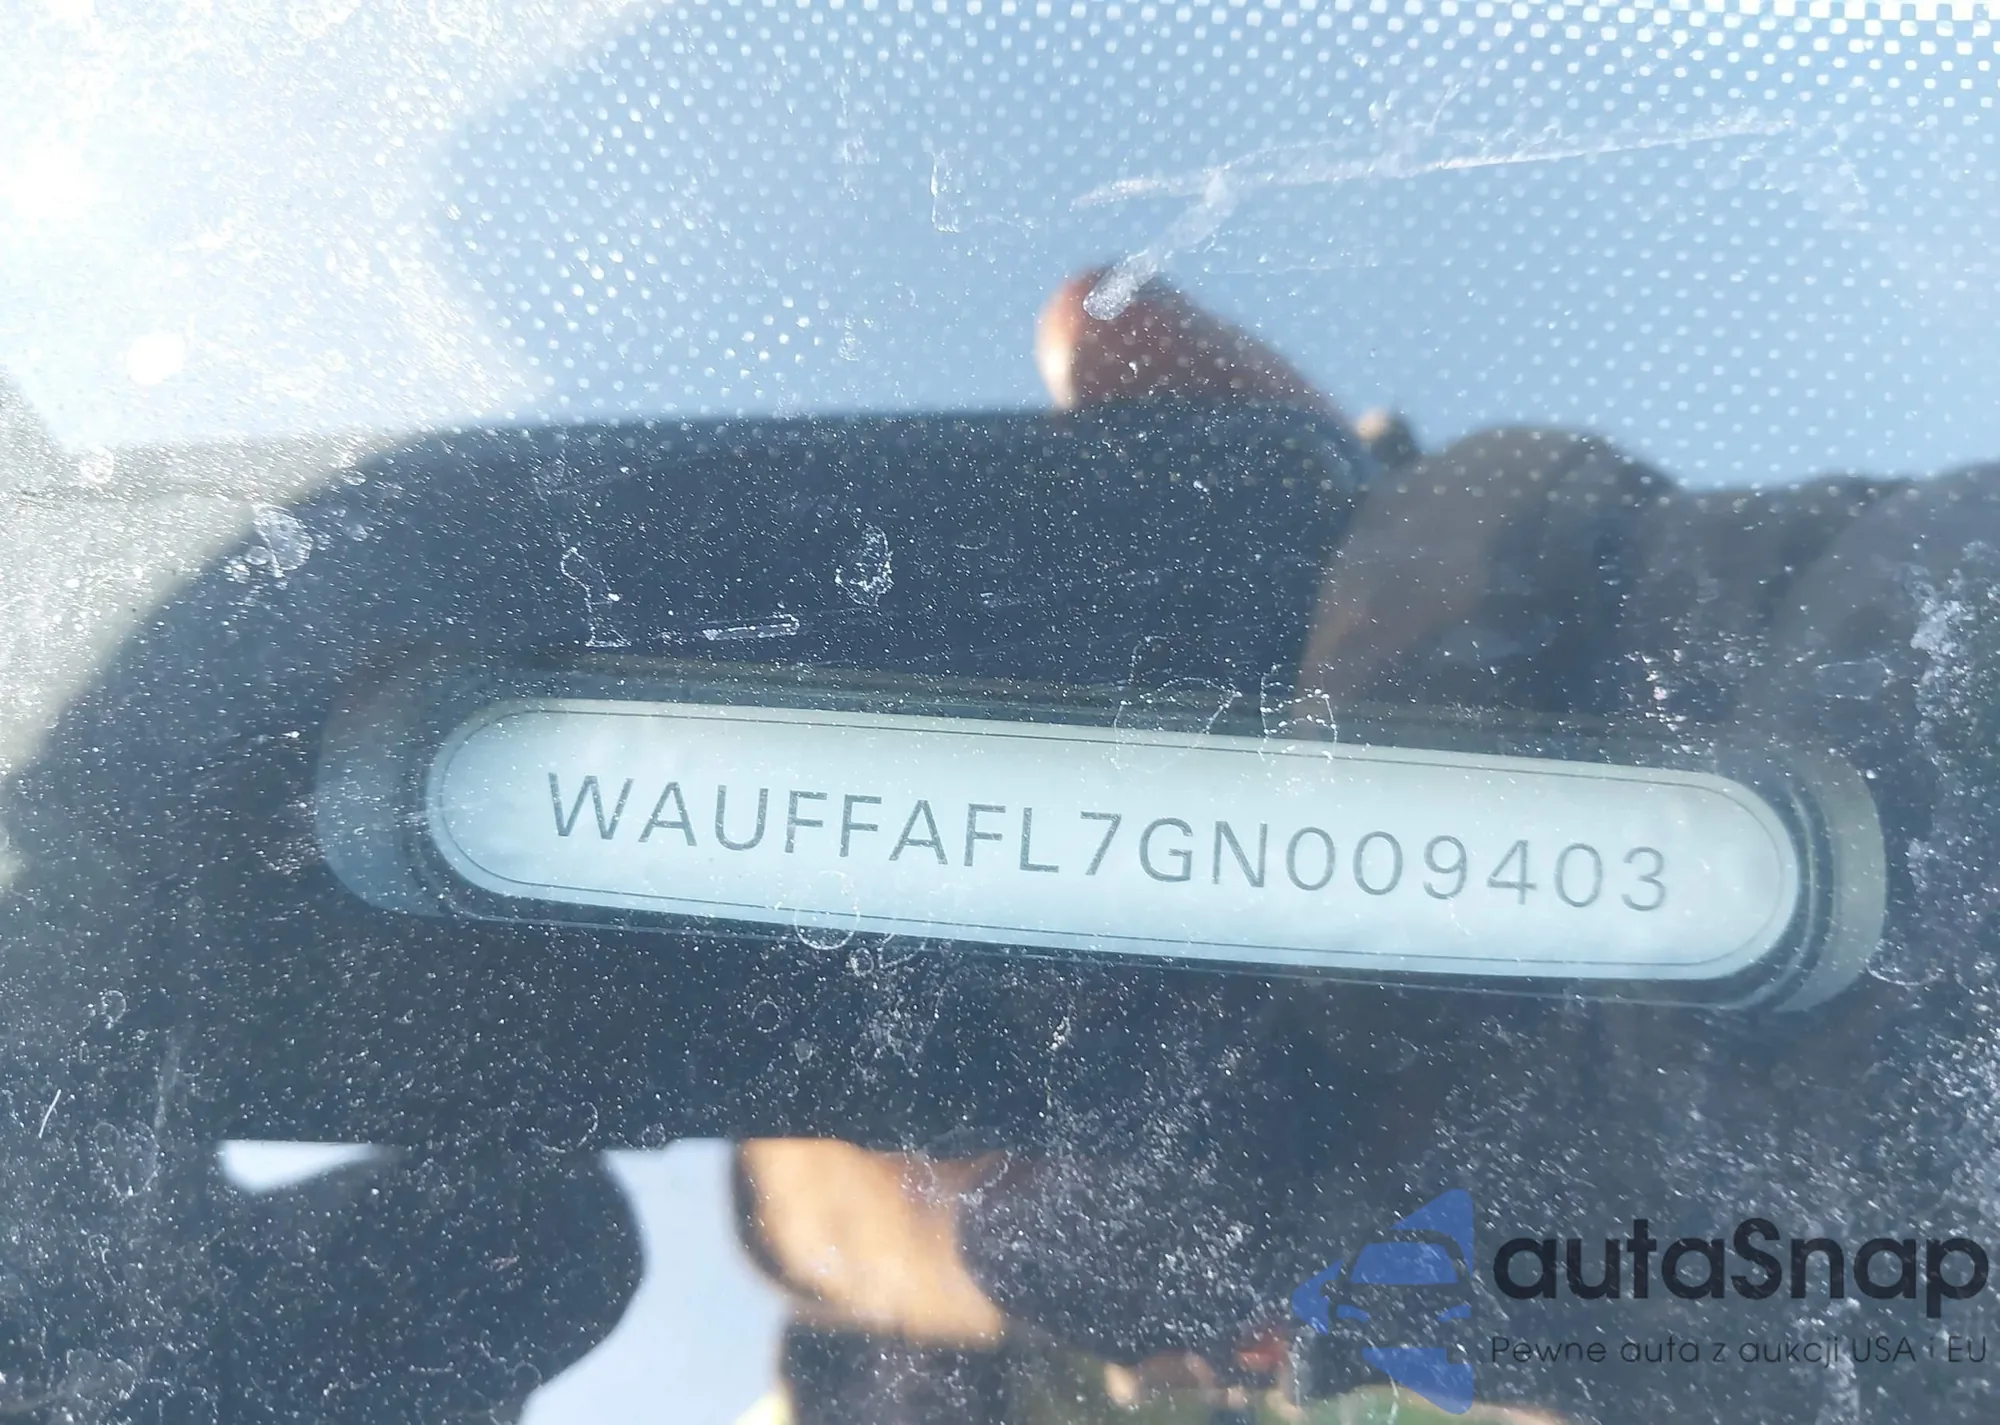 WAUFFAFL7GN009403
autaSnap
Pewne auta z aukcji USA i EU